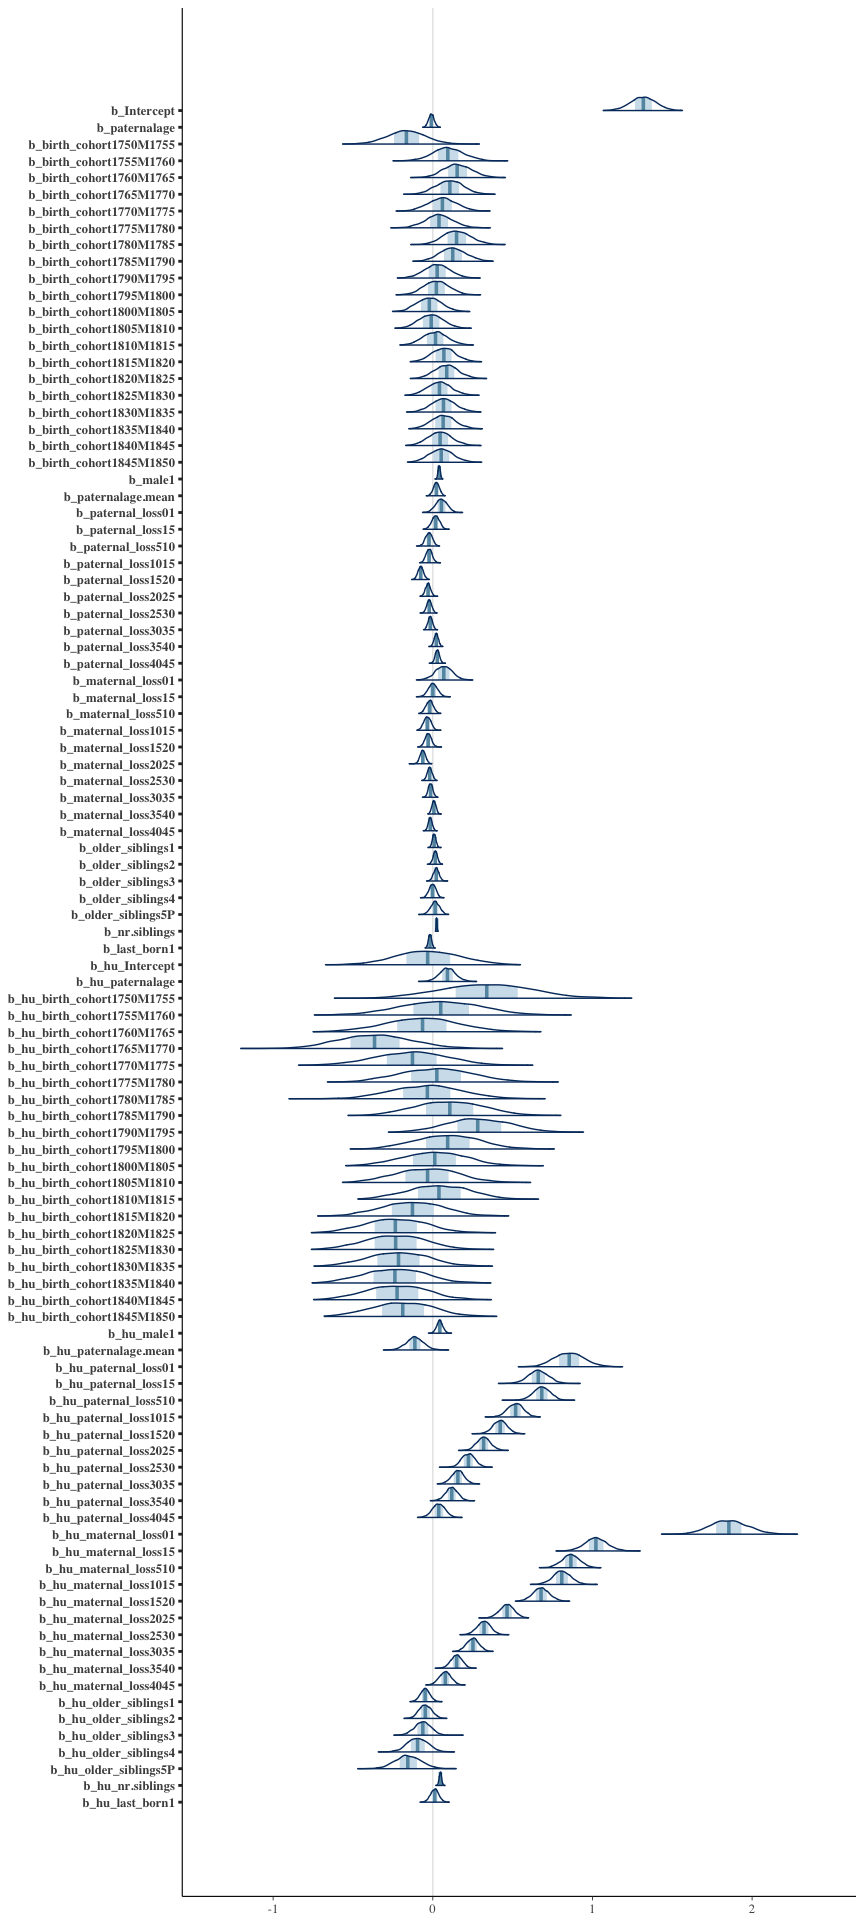 b_Intercept
b_paternalage
b_birth_cohort1750M1755
b_birth_cohort1755M1760
b_birth_cohort1760M1765
b_birth_cohort1765M1770
b_birth_cohort1770M1775
b_birth_cohort1775M1780
b_birth_cohort1780M1785
b_birth_cohort1785M1790
b_birth_cohort1790M1795
b_birth_cohort1795M1800
b_birth_cohort1800M1805
b_birth_cohort1805M1810
b_birth_cohort1810M1815
b_birth_cohort1815M1820
b_birth_cohort1820M1825
b_birth_cohort1825M1830
b_birth_cohort1830M1835
b_birth_cohort1835M1840
b_birth_cohort1840M1845
b_birth_cohort1845M1850
b_male1
b_paternalage.mean
b_paternal_loss01
b_paternal_loss15
b_paternal_loss510
b_paternal_loss1015
b_paternal_loss1520
b_paternal_loss2025
b_paternal_loss2530
b_paternal_loss3035
b_paternal_loss3540
b_paternal_loss4045
b_maternal_loss01
b_maternal_loss15
b_maternal_loss510
b_maternal_loss1015
b_maternal_loss1520
b_maternal_loss2025
b_maternal_loss2530
b_maternal_loss3035
b_maternal_loss3540
b_maternal_loss4045
b_older_siblings1
b_older_siblings2
b_older_siblings3
b_older_siblings4
b_older_siblings5P
b_nr.siblings
b_last_born1
b_hu_Intercept
b_hu_paternalage
b_hu_birth_cohort1750M1755
b_hu_birth_cohort1755M1760
b_hu_birth_cohort1760M1765
b_hu_birth_cohort1765M1770
b_hu_birth_cohort1770M1775
b_hu_birth_cohort1775M1780
b_hu_birth_cohort1780M1785
b_hu_birth_cohort1785M1790
b_hu_birth_cohort1790M1795
b_hu_birth_cohort1795M1800
b_hu_birth_cohort1800M1805
b_hu_birth_cohort1805M1810
b_hu_birth_cohort1810M1815
b_hu_birth_cohort1815M1820
b_hu_birth_cohort1820M1825
b_hu_birth_cohort1825M1830
b_hu_birth_cohort1830M1835
b_hu_birth_cohort1835M1840
b_hu_birth_cohort1840M1845
b_hu_birth_cohort1845M1850
b_hu_male1
b_hu_paternalage.mean
b_hu_paternal_loss01
b_hu_paternal_loss15
b_hu_paternal_loss510
b_hu_paternal_loss1015
b_hu_paternal_loss1520
b_hu_paternal_loss2025
b_hu_paternal_loss2530
b_hu_paternal_loss3035
b_hu_paternal_loss3540
b_hu_paternal_loss4045
b_hu_maternal_loss01
b_hu_maternal_loss15
b_hu_maternal_loss510
b_hu_maternal_loss1015
b_hu_maternal_loss1520
b_hu_maternal_loss2025
b_hu_maternal_loss2530
b_hu_maternal_loss3035
b_hu_maternal_loss3540
b_hu_maternal_loss4045
b_hu_older_siblings1
b_hu_older_siblings2
b_hu_older_siblings3
b_hu_older_siblings4
b_hu_older_siblings5P
b_hu_nr.siblings
b_hu_last_born1
-1 0 1 2